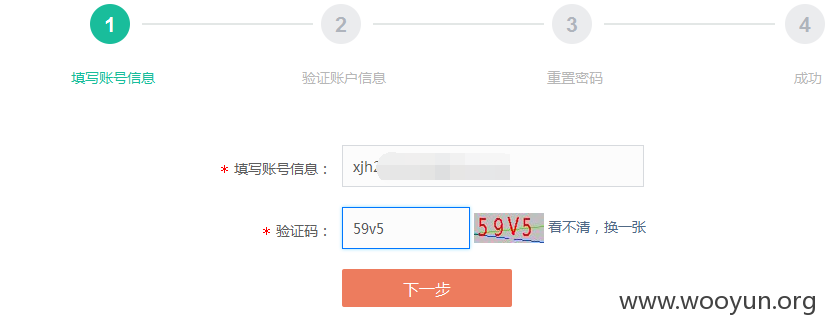 1 2 3 4
填写账号信息 验证账户信息 重置密码 成功
* 填写账号信息： xjh2
* 验证码： 59v5 59V5 看不清，换一张
下一步
www.wooyun.org